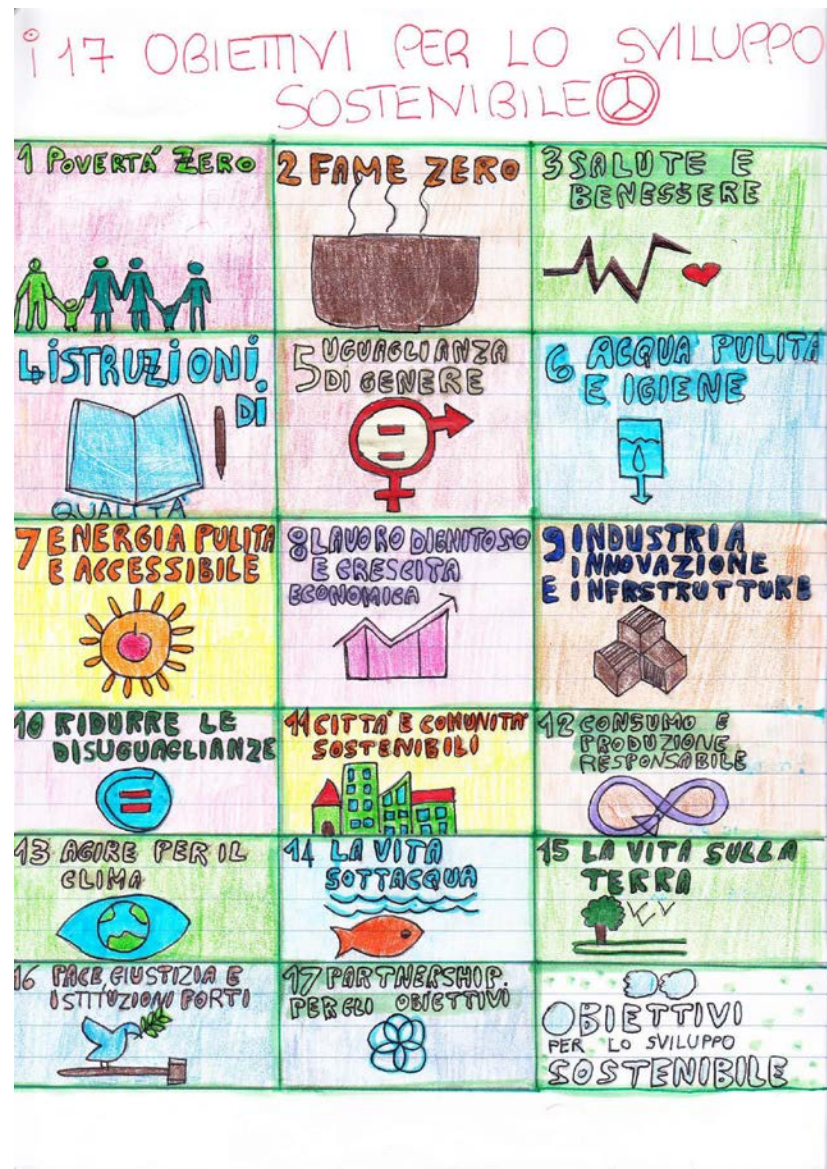 i 17 OBIETTIVI PER LO SVILUPPO
SOSTENIBILE
1 POVERTÁ ZERO
2 FAME ZERO
3 SALUTE E
BENESSERE
4 ISTRUZIONI
DI
QUALITÁ
5 UGUAGLIANZA
DI GENERE
6 ACQUA PULITA
E IGIENE
7 ENERGIA PULITA
E ACCESSIBILE
8 LAVORO DIGNITOSO
E CRESCITA
ECONOMICA
9 INDUSTRIA
INNOVAZIONE
E INFRSTRUTTURE
10 RIDURRE LE
DISUGUAGLIANZE
11 CITTÁ E COMUNITÁ
SOSTENIBILI
12 CONSUMO E
PRODUZIONE
RESPONSABILE
13 AGIRE PER IL
CLIMA
14 LA VITA
SOTTACQUA
15 LA VITA SULLA
TERRA
16 PACE, GIUSTIZIA E
ISTITUZIONI FORTI
17 PARTNERSHIP.
PER GLI OBIETTIVI
OBIETTIVI
PER LO SVILUPPO
SOSTENIBILE